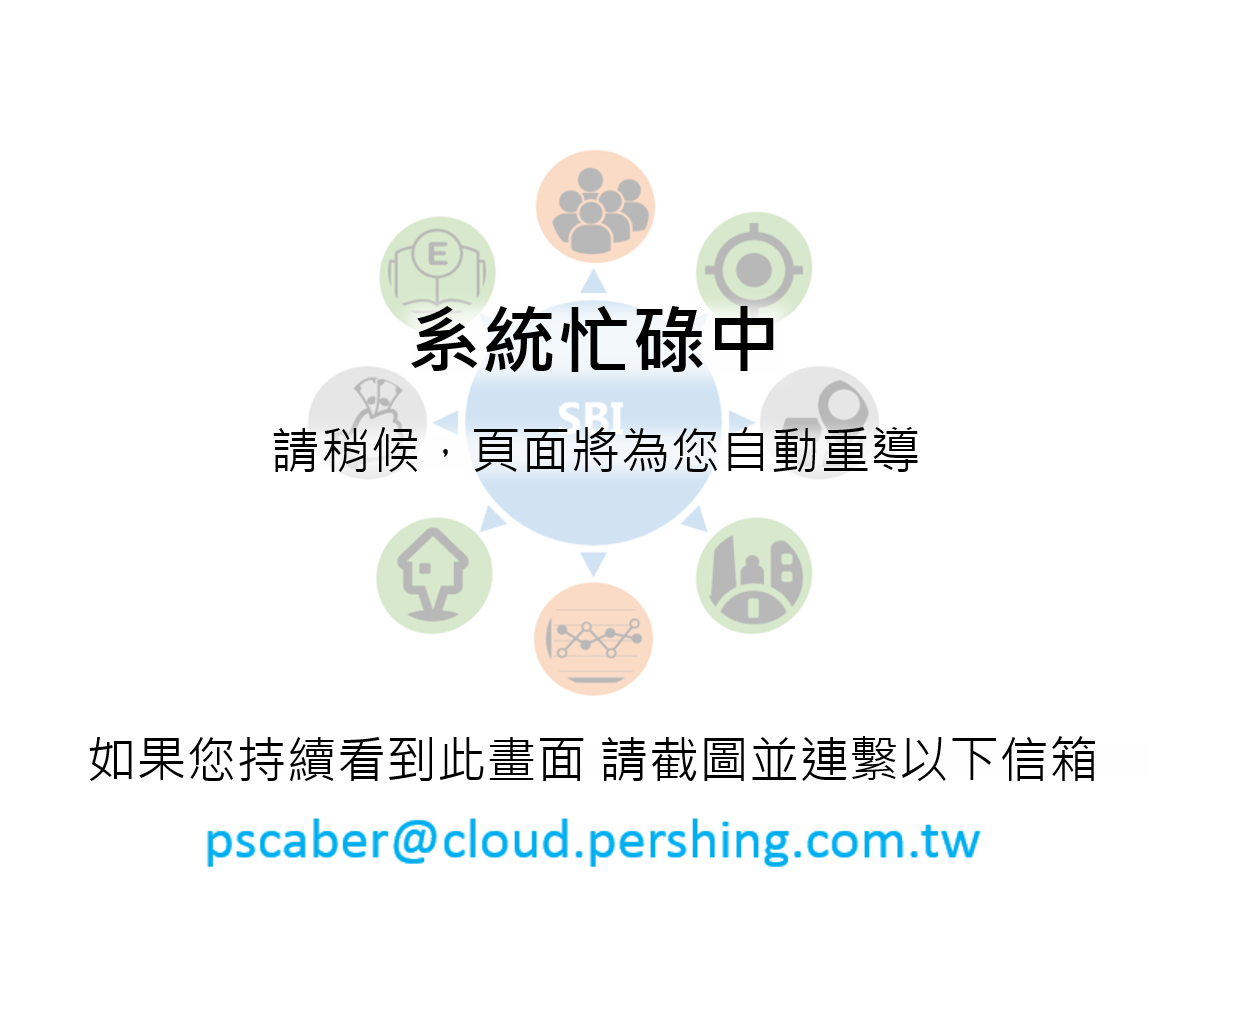 E
系統忙碌中
SBI
請稍候，頁面將為您自動重導
如果您持續看到此畫面 請截圖並連繫以下信箱
pscaber@cloud.pershing.com.tw